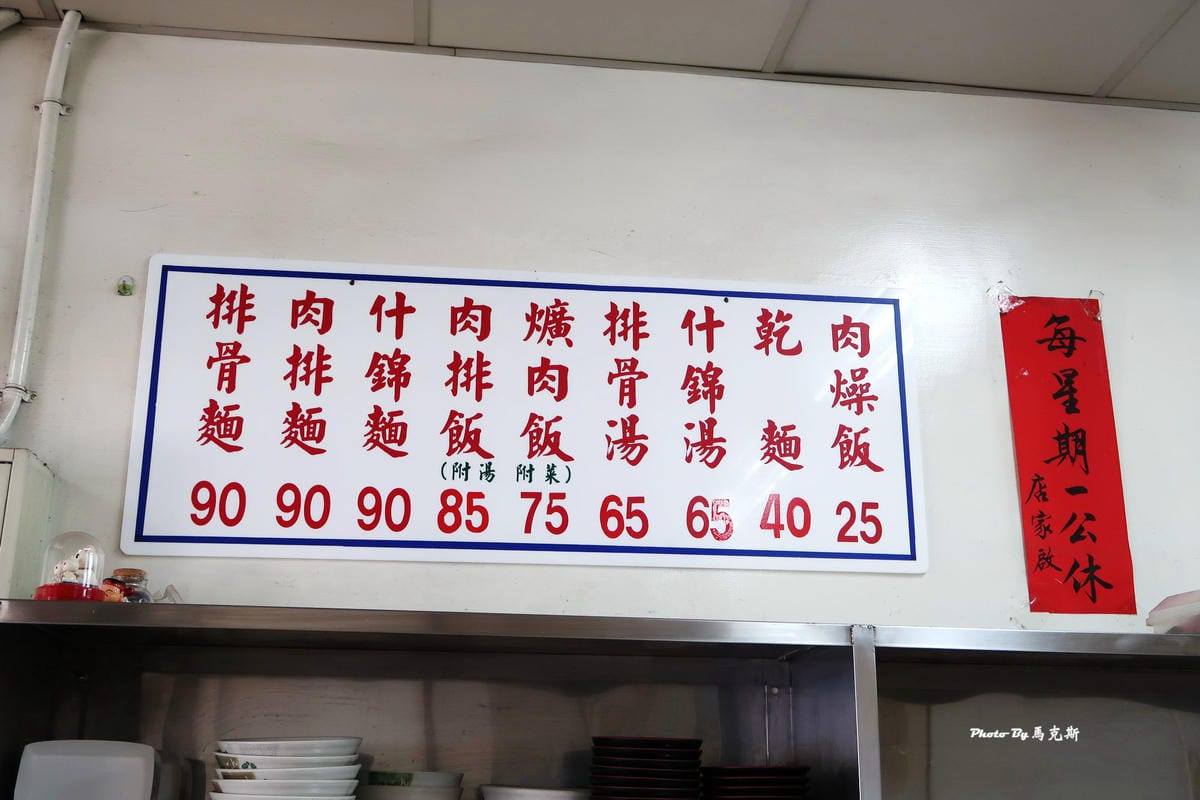 排骨麵 90
肉排麵 90
什錦麵 90
肉排飯 85
爌肉飯 75
(附湯 附菜)
排骨湯 65
什錦湯 65
乾麵 40
肉燥飯 25
每星期一公休
店家啟
Photo By 馬克斯